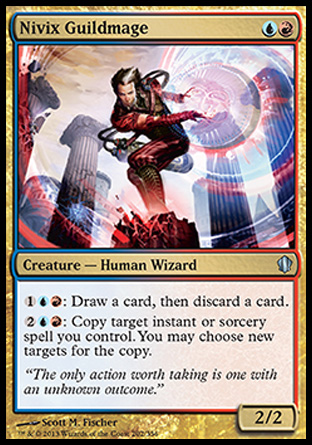 Nivix Guildmage
Creature — Human Wizard
1: Draw a card, then discard a card.
2: Copy target instant or sorcery
spell you control. You may choose new
targets for the copy.
"The only action worth taking is one with
an unknown outcome."
Scott M. Fischer
2/2
™ & © 2013 Wizards of the Coast 202/356